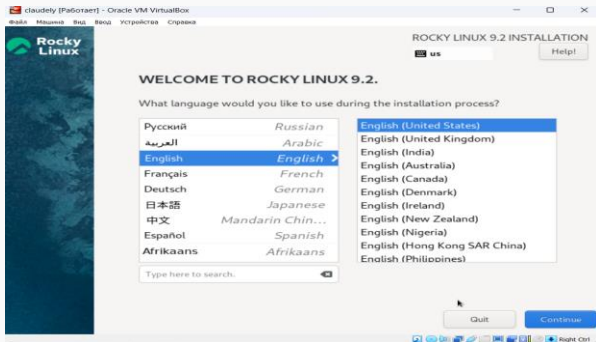 claudely [Работает] - Oracle VM VirtualBox
Файл Машина Вид Ввод Устройства Справка
Rocky Linux
ROCKY LINUX 9.2 INSTALLATION
us
Help!
WELCOME TO ROCKY LINUX 9.2.
What language would you like to use during the installation process?
Русский Russian
العربية Arabic
English English
Français French
Deutsch German
日本語 Japanese
中文 Mandarin Chin...
Español Spanish
Afrikaans Afrikaans
Type here to search.
English (United States)
English (United Kingdom)
English (India)
English (Australia)
English (Canada)
English (Denmark)
English (Ireland)
English (New Zealand)
English (Nigeria)
English (Hong Kong SAR China)
English (Philippines)
Quit
Continue
Right Ctrl